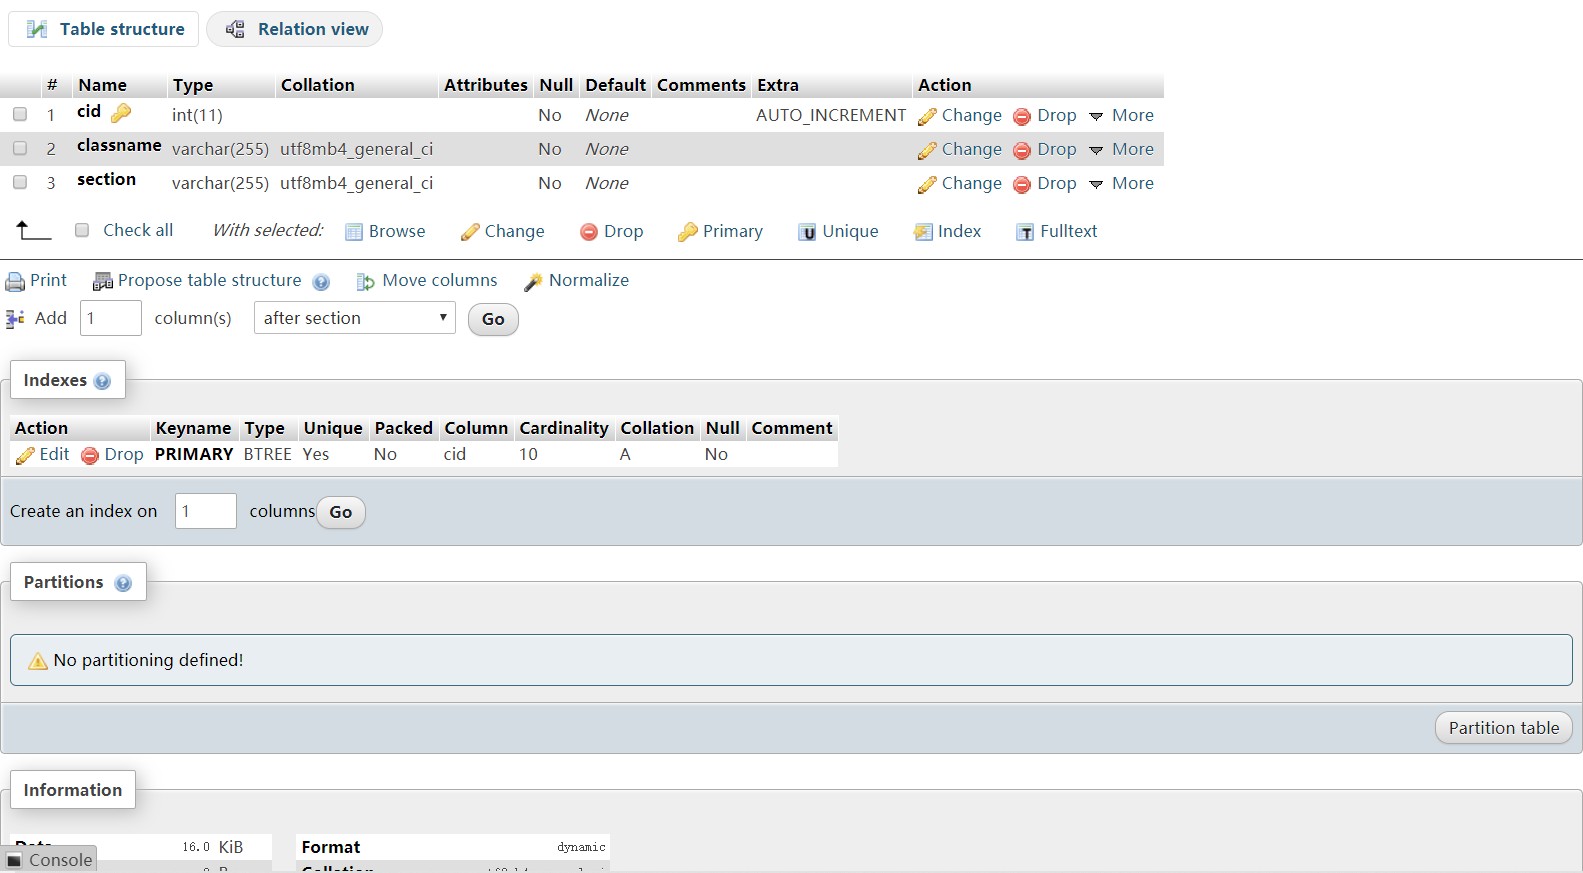 Table structure Relation view
# Name Type Collation Attributes Null Default Comments Extra Action
1 cid int(11) No None AUTO_INCREMENT Change Drop More
2 classname varchar(255) utf8mb4_general_ci No None Change Drop More
3 section varchar(255) utf8mb4_general_ci No None Change Drop More
Check all With selected: Browse Change Drop Primary Unique Index Fulltext
Print Propose table structure Move columns Normalize
Add 1 column(s) after section Go
Indexes
Action Keyname Type Unique Packed Column Cardinality Collation Null Comment
Edit Drop PRIMARY BTREE Yes No cid 10 A No
Create an index on 1 columns Go
Partitions
No partitioning defined!
Partition table
Information
Data 16.0 KiB Format dynamic
Console Collation